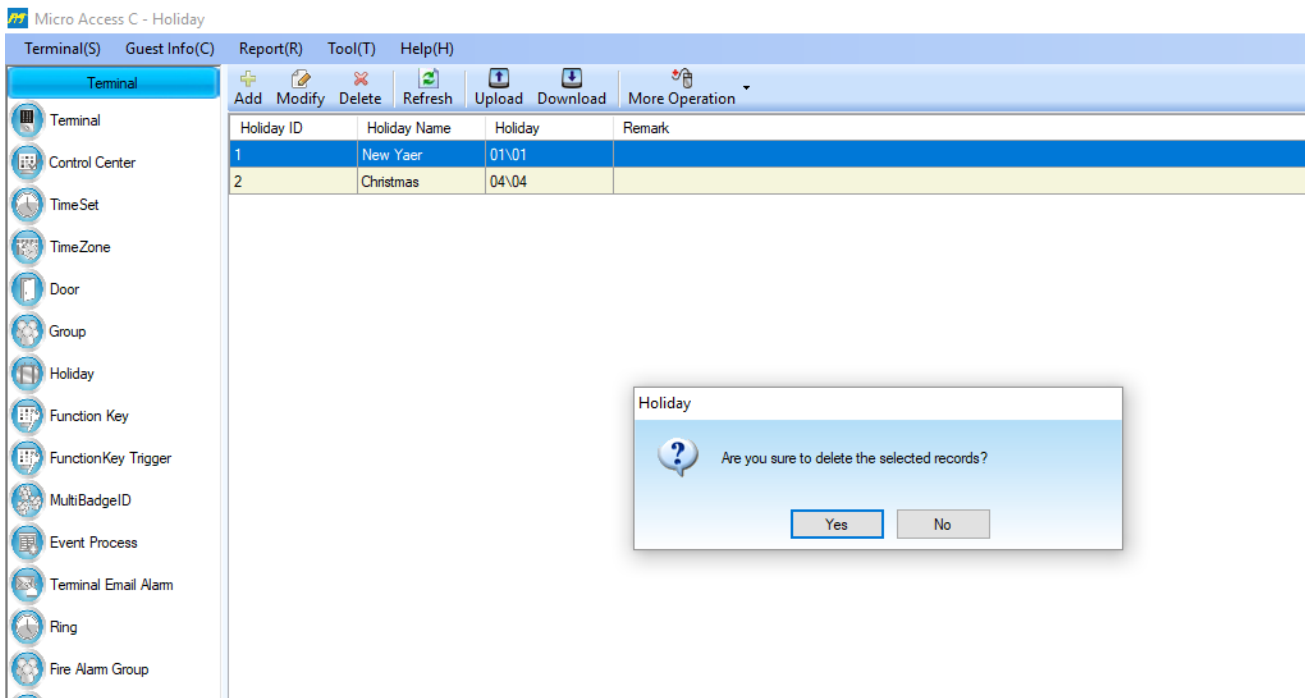 Micro Access C - Holiday
Terminal(S) Guest Info(C) Report(R) Tool(T) Help(H)
Terminal
Add Modify Delete Refresh Upload Download More Operation
Holiday ID Holiday Name Holiday Remark
1 New Yaer 01\01
2 Christmas 04\04
Terminal
Control Center
TimeSet
TimeZone
Door
Group
Holiday
Function Key
FunctionKey Trigger
MultiBadgeID
Event Process
Terminal Email Alarm
Ring
Fire Alarm Group
Holiday
Are you sure to delete the selected records?
Yes No